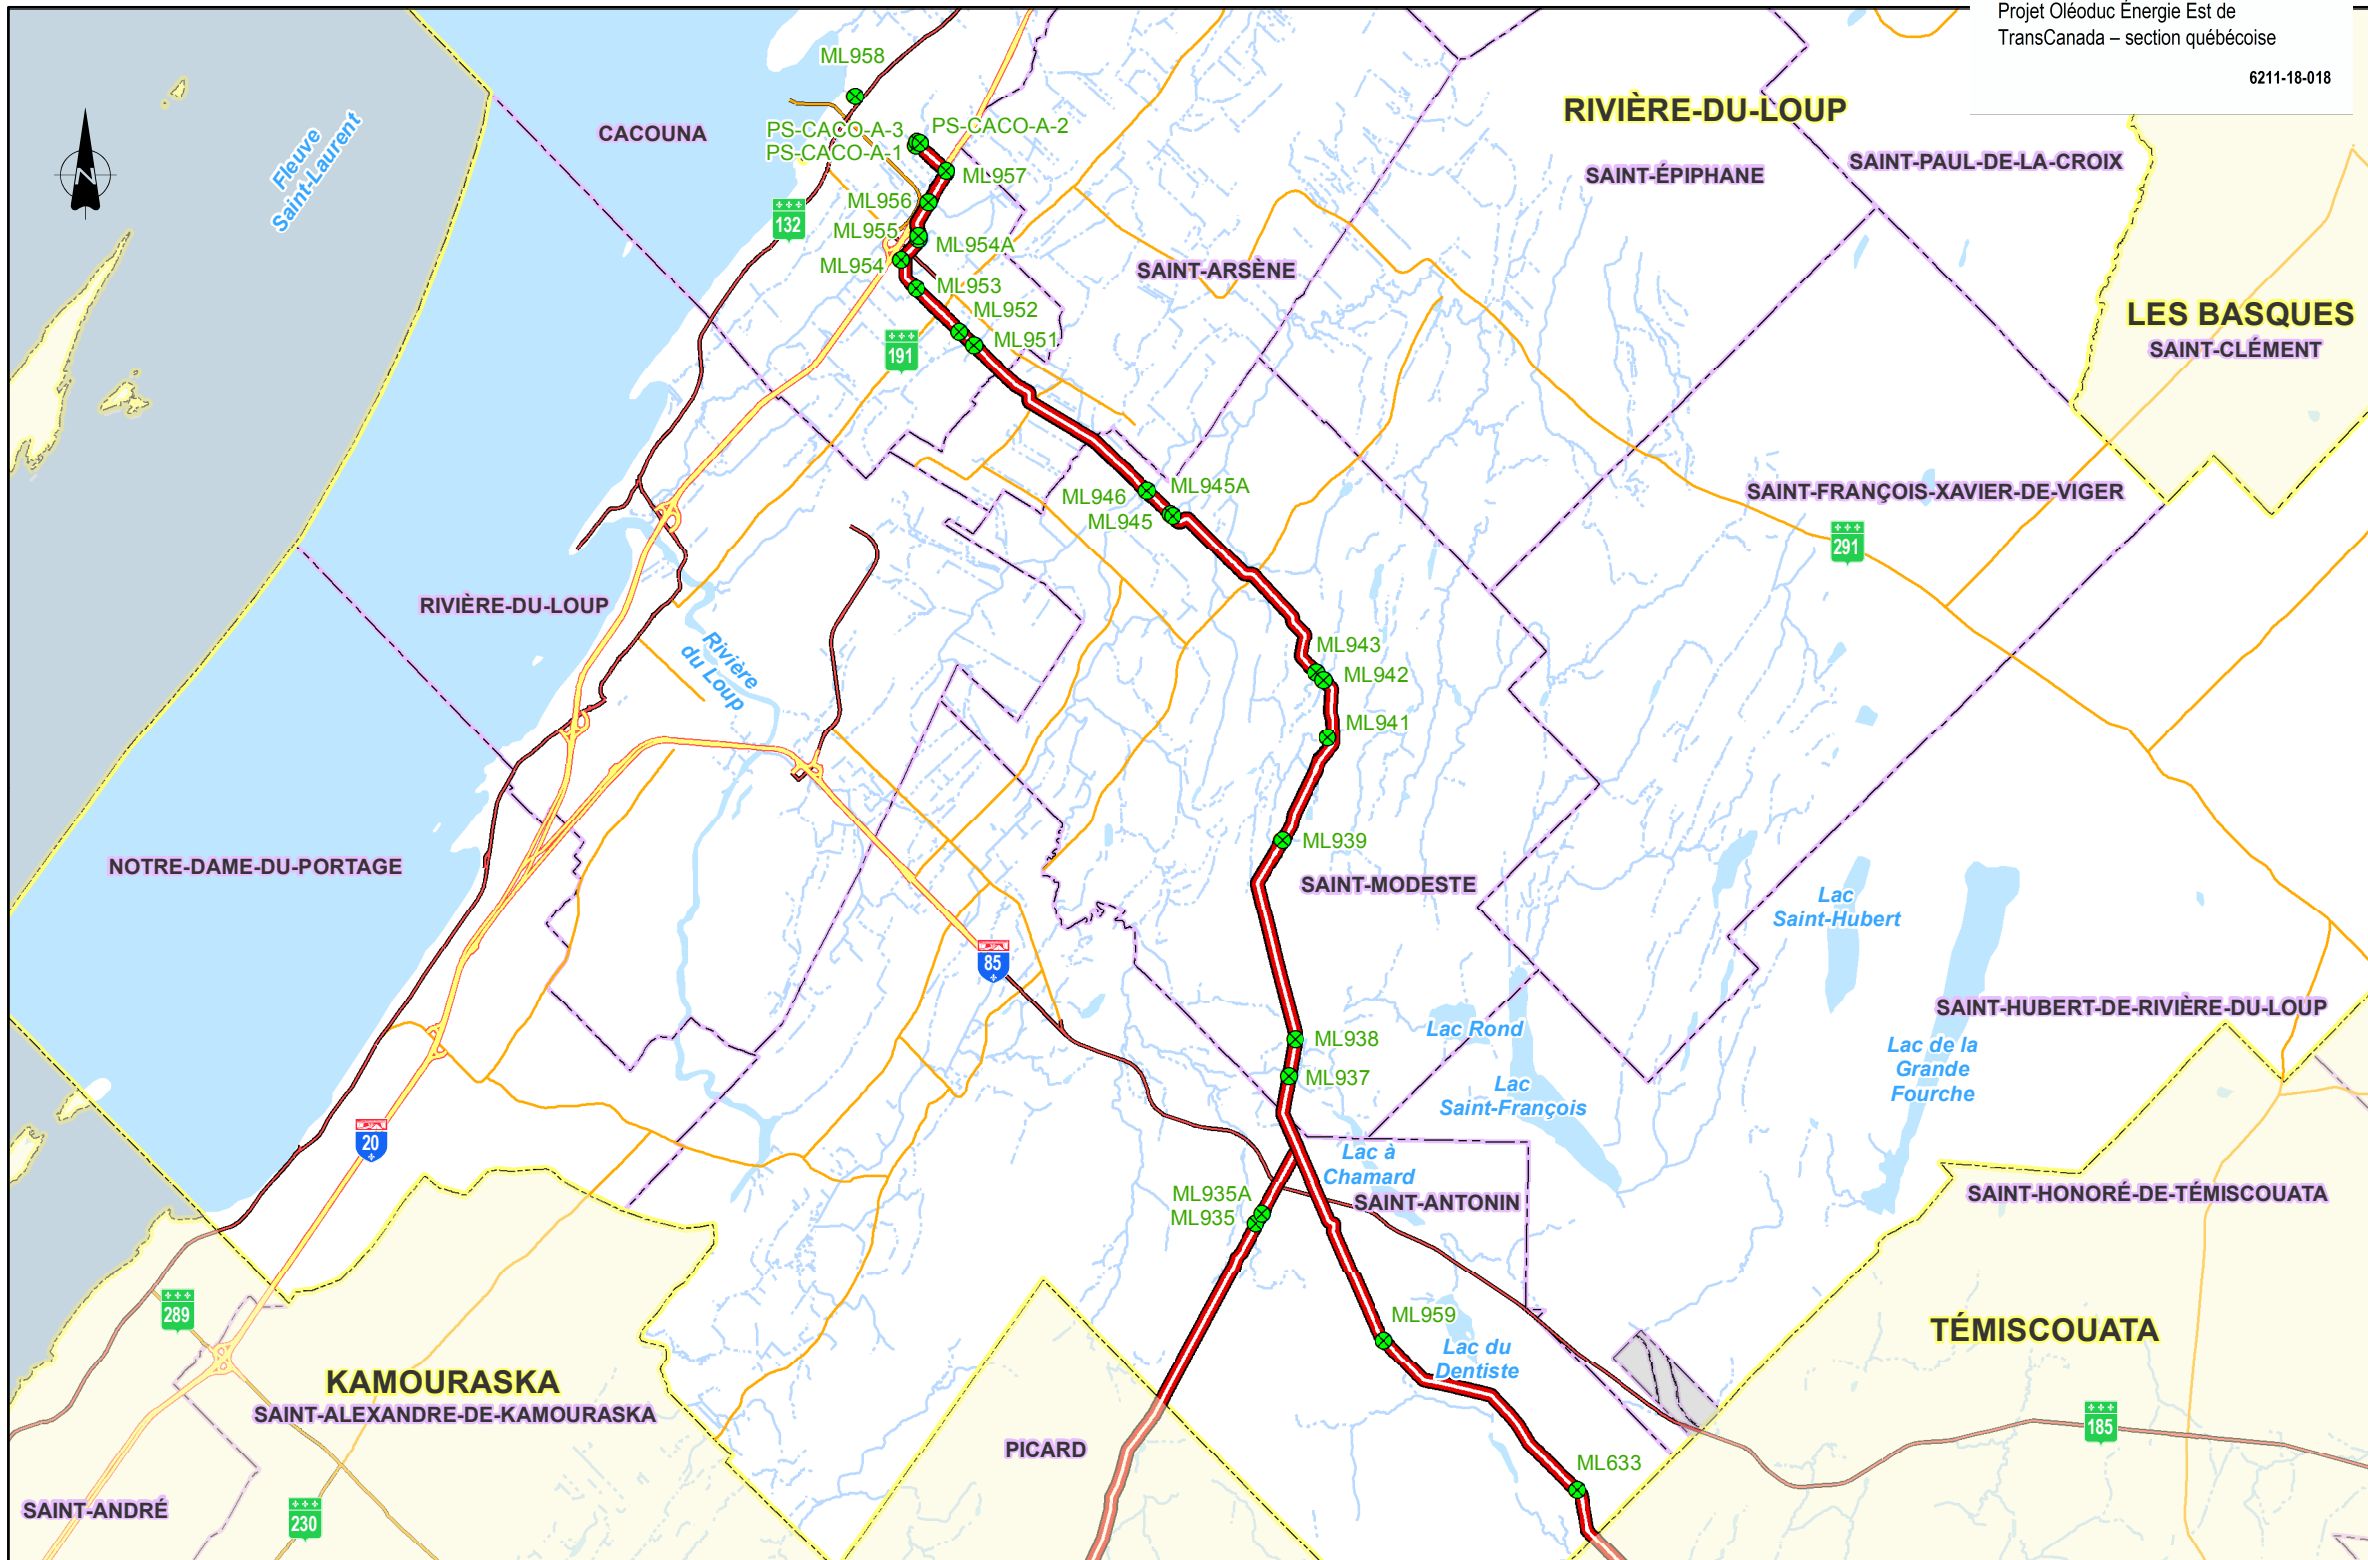 Projet Oléoduc Énergie Est de
TransCanada – section québécoise
6211-18-018
ML958
RIVIÈRE-DU-LOUP
CACOUNA
PS-CACO-A-3
PS-CACO-A-2
PS-CACO-A-1
N
Fleuve
Saint-Laurent
SAINT-PAUL-DE-LA-CROIX
SAINT-ÉPIPHANE
ML957
ML956
132
ML955
ML954A
ML954
SAINT-ARSÈNE
ML953
ML952
LES BASQUES
ML951
191
SAINT-CLÉMENT
ML945A
ML946
SAINT-FRANÇOIS-XAVIER-DE-VIGER
ML945
291
RIVIÈRE-DU-LOUP
Rivière
du Loup
ML943
ML942
ML941
ML939
NOTRE-DAME-DU-PORTAGE
SAINT-MODESTE
Lac
Saint-Hubert
85
SAINT-HUBERT-DE-RIVIÈRE-DU-LOUP
Lac Rond
ML938
Lac de la
Grande
Fourche
ML937
Lac
Saint-François
20
Lac à
Chamard
ML935A
SAINT-ANTONIN
SAINT-HONORÉ-DE-TÉMISCOUATA
ML935
289
ML959
TÉMISCOUATA
Lac du
Dentiste
KAMOURASKA
SAINT-ALEXANDRE-DE-KAMOURASKA
185
PICARD
ML633
SAINT-ANDRÉ
230